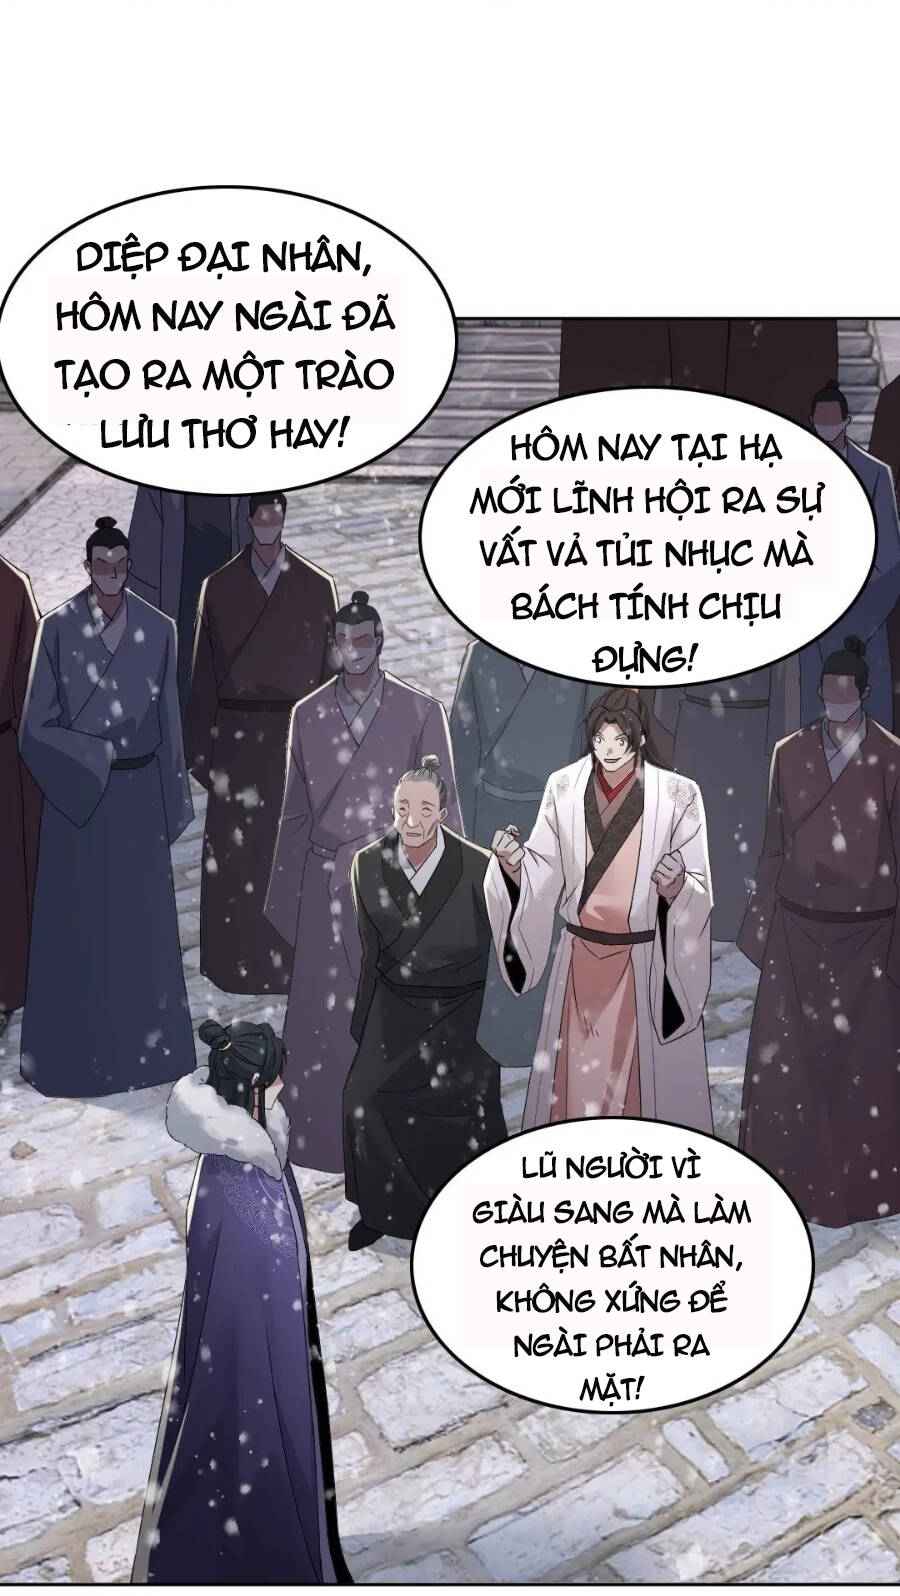 DIỆP ĐẠI NHÂN,
HÔM NAY NGÀI ĐÃ
TẠO RA MỘT TRÀO
LƯU THƠ HAY!
HÔM NAY TẠI HẠ
MỚI LĨNH HỘI RA SỰ
VẤT VẢ TỦI NHỤC MÀ
BÁCH TÍNH CHỊU
ĐỰNG!
LŨ NGƯỜI VÌ
GIÀU SANG MÀ LÀM
CHUYỆN BẤT NHÂN,
KHÔNG XỨNG ĐỂ
NGÀI PHẢI RA
MẶT!